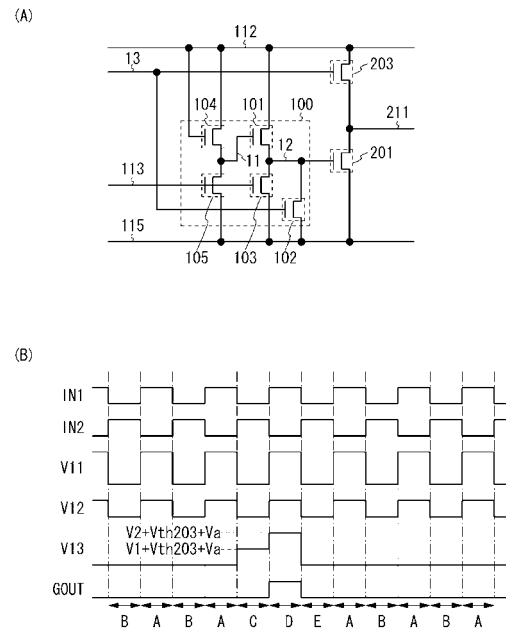 (A)
112
13
203
104
101
100
211
11
12
201
113
115
105
103
102
(B)
IN1
IN2
V11
V12
V2+Vth203+Va
V13
V1+Vth203+Va
GOUT
B A B A C D E A B A B A